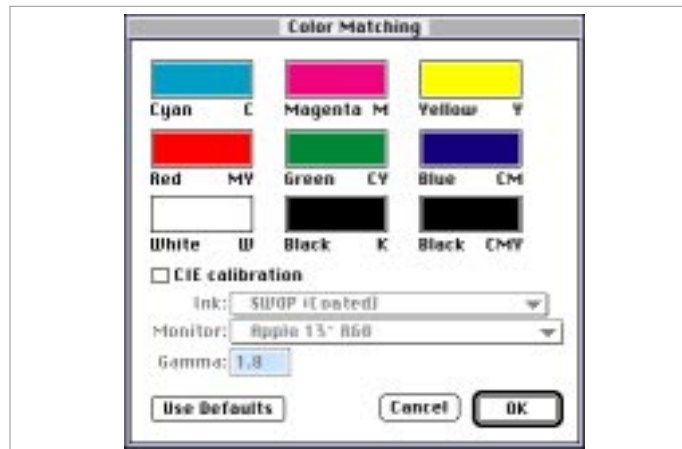 Color Matching
Cyan C Magenta M Yellow Y
Red MY Green CY Blue CM
White W Black K Black CMY
CIE calibration
Ink: SWOP (Coated)
Monitor: Apple 13" RGB
Gamma: 1.8
Use Defaults Cancel OK